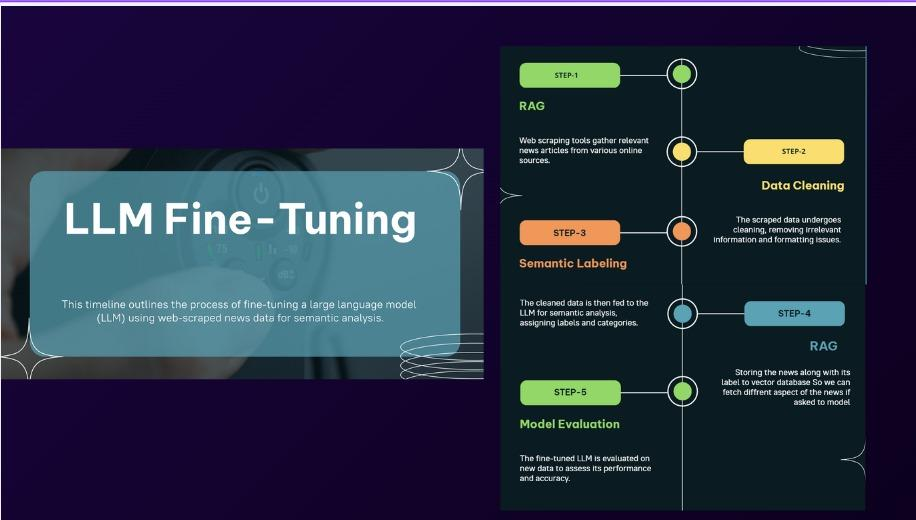 LLM Fine-Tuning
This timeline outlines the process of fine-tuning a large language model
(LLM) using web-scraped news data for semantic analysis.
STEP-1
RAG
Web scraping tools gather relevant
news articles from various online
sources.
STEP-2
Data Cleaning
The scraped data undergoes
cleaning, removing irrelevant
information and formatting issues.
STEP-3
Semantic Labeling
The cleaned data is then fed to the
LLM for semantic analysis,
assigning labels and categories.
STEP-4
RAG
Storing the news along with its
label to vector database So we can
fetch diffrent aspect of the news if
asked to model
STEP-5
Model Evaluation
The fine-tuned LLM is evaluated on
new data to assess its performance
and accuracy.